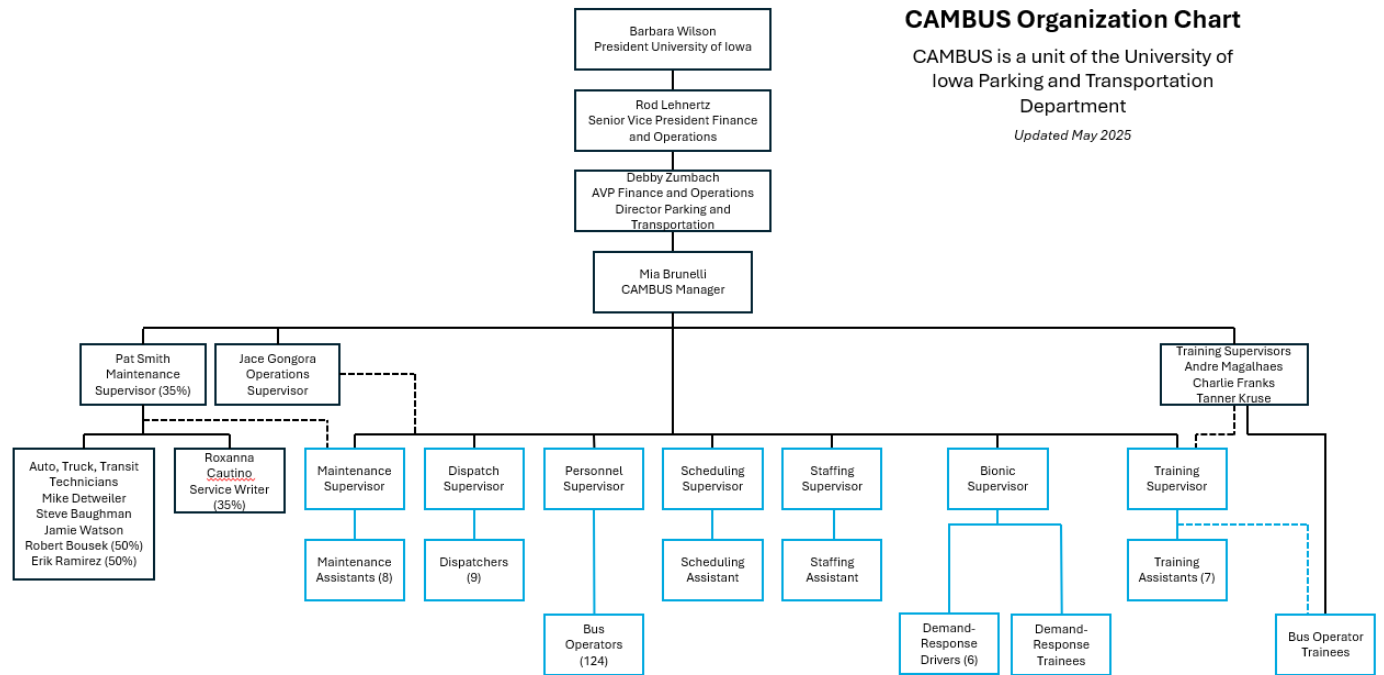 CAMBUS Organization Chart
CAMBUS is a unit of the University of
Iowa Parking and Transportation
Department
Updated May 2025
Barbara Wilson
President University of Iowa
Rod Lehnertz
Senior Vice President Finance
and Operations
Debby Zumbach
AVP Finance and Operations
Director Parking and
Transportation
Mia Brunelli
CAMBUS Manager
Pat Smith
Maintenance
Supervisor (35%)
Jace Gongora
Operations
Supervisor
Training Supervisors
Andre Magalhaes
Charlie Franks
Tanner Kruse
Auto, Truck, Transit
Technicians
Mike Detweiler
Steve Baughman
Jamie Watson
Robert Bousek (50%)
Erik Ramirez (50%)
Roxanna
Cautino
Service Writer
(35%)
Maintenance
Supervisor
Dispatch
Supervisor
Personnel
Supervisor
Scheduling
Supervisor
Staffing
Supervisor
Bionic
Supervisor
Training
Supervisor
Maintenance
Assistants (8)
Dispatchers
(9)
Scheduling
Assistant
Staffing
Assistant
Training
Assistants (7)
Bus
Operators
(124)
Demand-
Response
Drivers (6)
Demand-
Response
Trainees
Bus Operator
Trainees